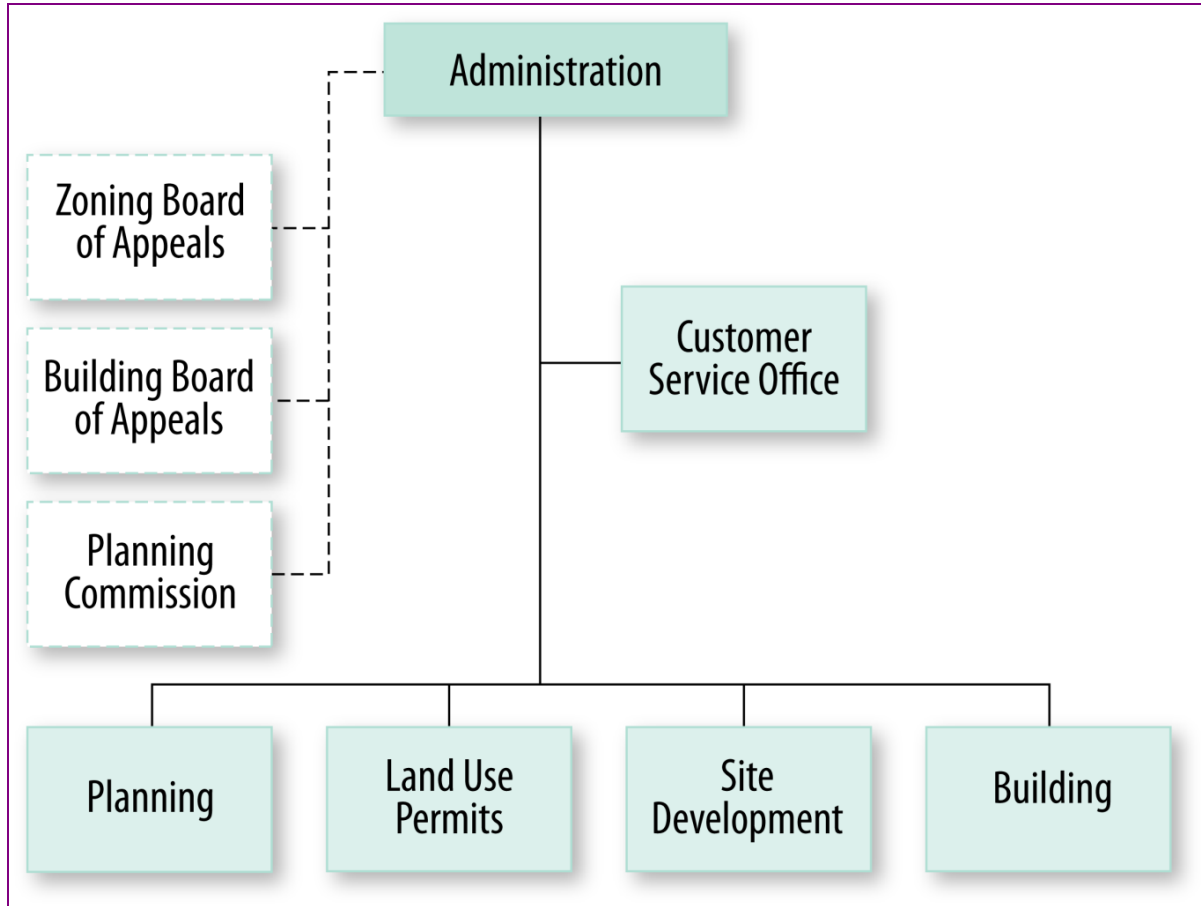 Administration
Zoning Board
of Appeals
Customer
Service Office
Building Board
of Appeals
Planning
Commission
Planning
Land Use
Permits
Site
Development
Building